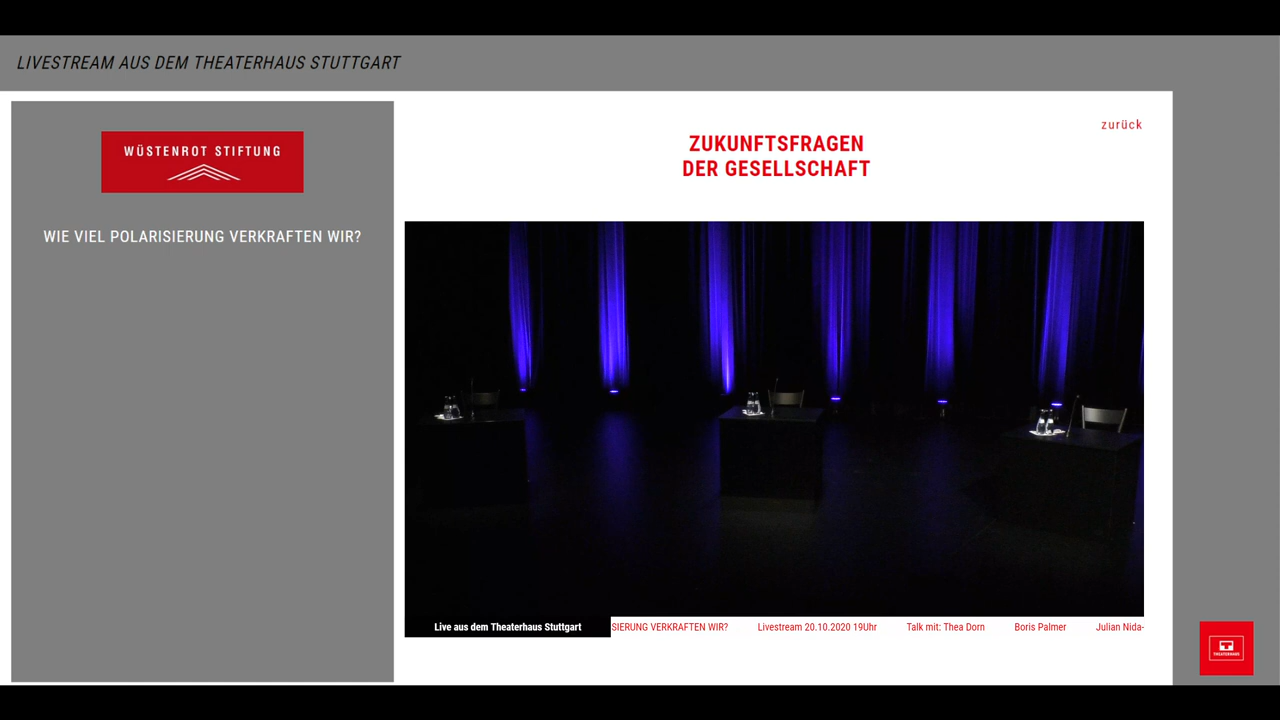 LIVESTREAM AUS DEM THEATERHAUS STUTTGART
WÜSTENROT STIFTUNG
WIE VIEL POLARISIERUNG VERKRAFTEN WIR?
zurück
ZUKUNFTSFRAGEN
DER GESELLSCHAFT
Live aus dem Theaterhaus Stuttgart
SIERUNG VERKRAFTEN WIR? Livestream 20.10.2020 19Uhr Talk mit: Thea Dorn Boris Palmer Julian Nida-
THEATERHAUS